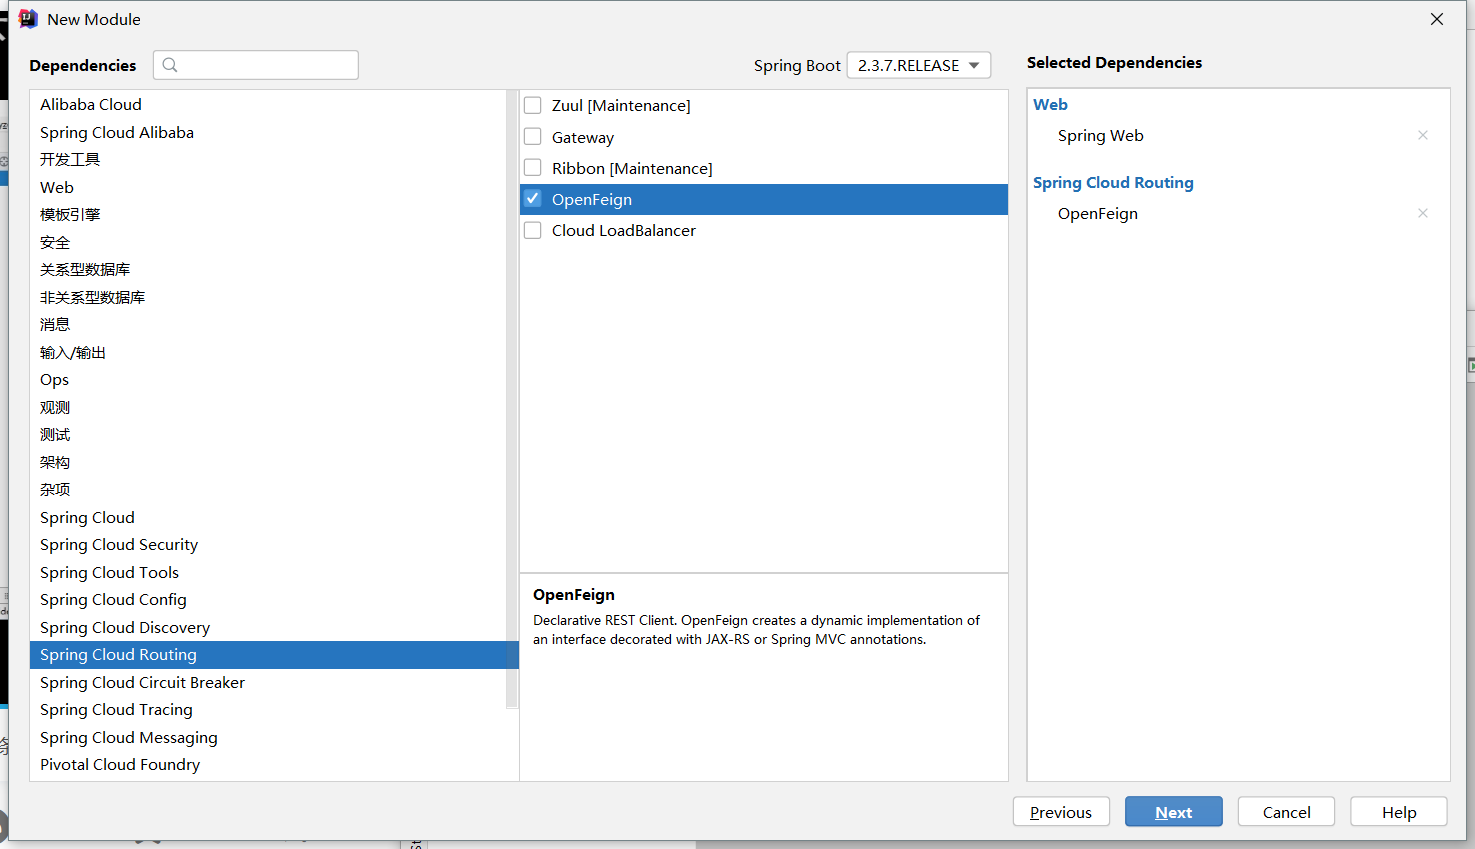 New Module
Dependencies
Spring Boot
2.3.7.RELEASE
Selected Dependencies
Alibaba Cloud
Spring Cloud Alibaba
开发工具
Web
模板引擎
安全
关系型数据库
非关系型数据库
消息
输入/输出
Ops
观测
测试
架构
杂项
Spring Cloud
Spring Cloud Security
Spring Cloud Tools
Spring Cloud Config
Spring Cloud Discovery
Spring Cloud Routing
Spring Cloud Circuit Breaker
Spring Cloud Tracing
Spring Cloud Messaging
Pivotal Cloud Foundry
Zuul [Maintenance]
Gateway
Ribbon [Maintenance]
OpenFeign
Cloud LoadBalancer
OpenFeign
Declarative REST Client. OpenFeign creates a dynamic implementation of
an interface decorated with JAX-RS or Spring MVC annotations.
Web
Spring Web
Spring Cloud Routing
OpenFeign
Previous
Next
Cancel
Help